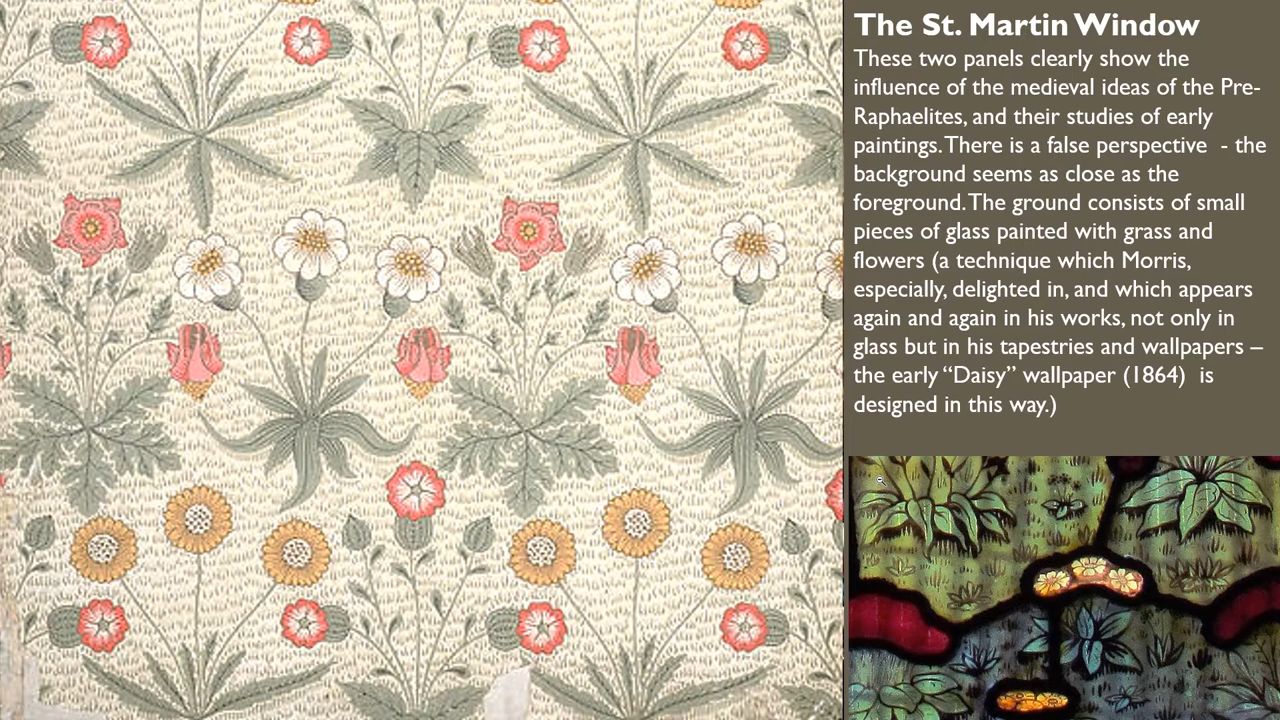 The St. Martin Window
These two panels clearly show the
influence of the medieval ideas of the Pre-
Raphaelites, and their studies of early
paintings. There is a false perspective  - the
background seems as close as the
foreground. The ground consists of small
pieces of glass painted with grass and
flowers (a technique which Morris,
especially, delighted in, and which appears
again and again in his works, not only in
glass but in his tapestries and wallpapers –
the early “Daisy” wallpaper (1864)  is
designed in this way.)